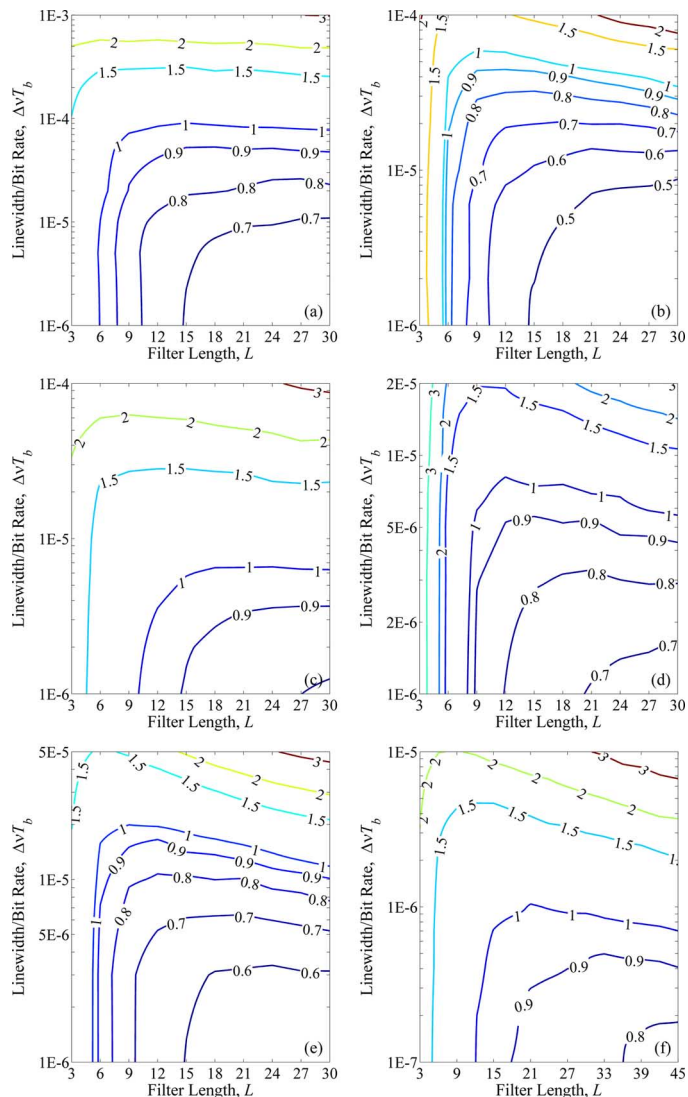 1E-3
1E-4
1E-5
1E-6
Linewidth/Bit Rate, ΔνT_b
3 6 9 12 15 18 21 24 27 30
Filter Length, L
3
2 2 2
1.5 1.5 1.5
1 1 1
0.9 0.9
0.8 0.8
0.7 0.7
(a)
1E-4
1E-5
1E-6
Linewidth/Bit Rate, ΔνT_b
3 6 9 12 15 18 21 24 27 30
Filter Length, L
2 1.5 2 3
1.5 1.5
1 1 1
0.9 0.9
0.8 0.8
0.7 0.7 0.7
0.6 0.6
0.5 0.5
(b)
1E-4
1E-5
1E-6
Linewidth/Bit Rate, ΔνT_b
3 6 9 12 15 18 21 24 27 30
Filter Length, L
3
2 2 2
1.5 1.5 1.5
1 1 1
0.9 0.9
(c)
2E-5
1E-5
5E-6
2E-6
1E-6
Linewidth/Bit Rate, ΔνT_b
3 6 9 12 15 18 21 24 27 30
Filter Length, L
3 3
2 2 2 2
1.5 1.5 1.5
1 1 1
0.9 0.9 0.9
0.8 0.8
0.7 0.7
(d)
5E-5
1E-5
5E-6
1E-6
Linewidth/Bit Rate, ΔνT_b
3 6 9 12 15 18 21 24 27 30
Filter Length, L
3
2 2
1.5 1.5 1.5 1.5
1 1 1
0.9 0.9 0.9
0.8 0.8 0.8
0.7 0.7
0.6 0.6
(e)
1E-5
1E-6
1E-7
Linewidth/Bit Rate, ΔνT_b
3 9 15 21 27 33 39 45
Filter Length, L
3 3
2 2 2 2
1.5 1.5 1.5 1.5
1 1 1
0.9 0.9 0.9
0.8
(f)